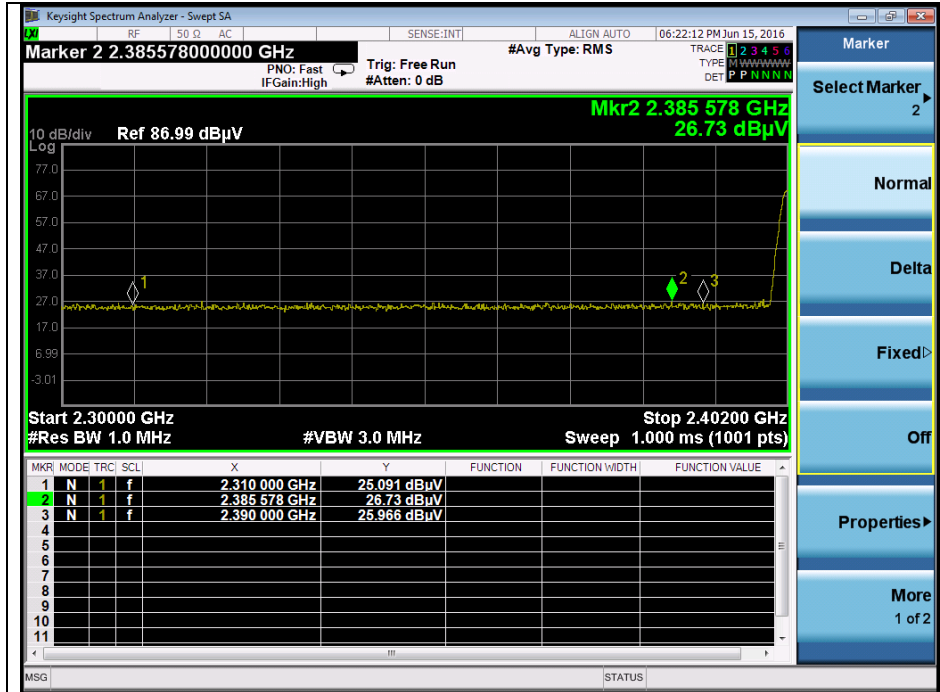 Keysight Spectrum Analyzer - Swept SA
LXI RF 50 Ω AC SENSE:INT ALIGN AUTO 06:22:12 PM Jun 15, 2016
Marker 2 2.385578000000 GHz #Avg Type: RMS TRACE 1 2 3 4 5 6
PNO: Fast Trig: Free Run TYPE M WWWWW
IFGain:High #Atten: 0 dB DET P P N N N N
Mkr2 2.385 578 GHz
10 dB/div Ref 86.99 dBµV 26.73 dBµV
Log
77.0
67.0
57.0
47.0
37.0
27.0
17.0
6.99
-3.01
1
2
3
Start 2.30000 GHz Stop 2.40200 GHz
#Res BW 1.0 MHz #VBW 3.0 MHz Sweep 1.000 ms (1001 pts)
MKR MODE TRC SCL X Y FUNCTION FUNCTION WIDTH FUNCTION VALUE
1 N 1 f 2.310 000 GHz 25.091 dBµV
2 N 1 f 2.385 578 GHz 26.73 dBµV
3 N 1 f 2.390 000 GHz 25.966 dBµV
4
5
6
7
8
9
10
11
MSG STATUS
Marker
Select Marker
2
Normal
Delta
Fixed
Off
Properties
More
1 of 2